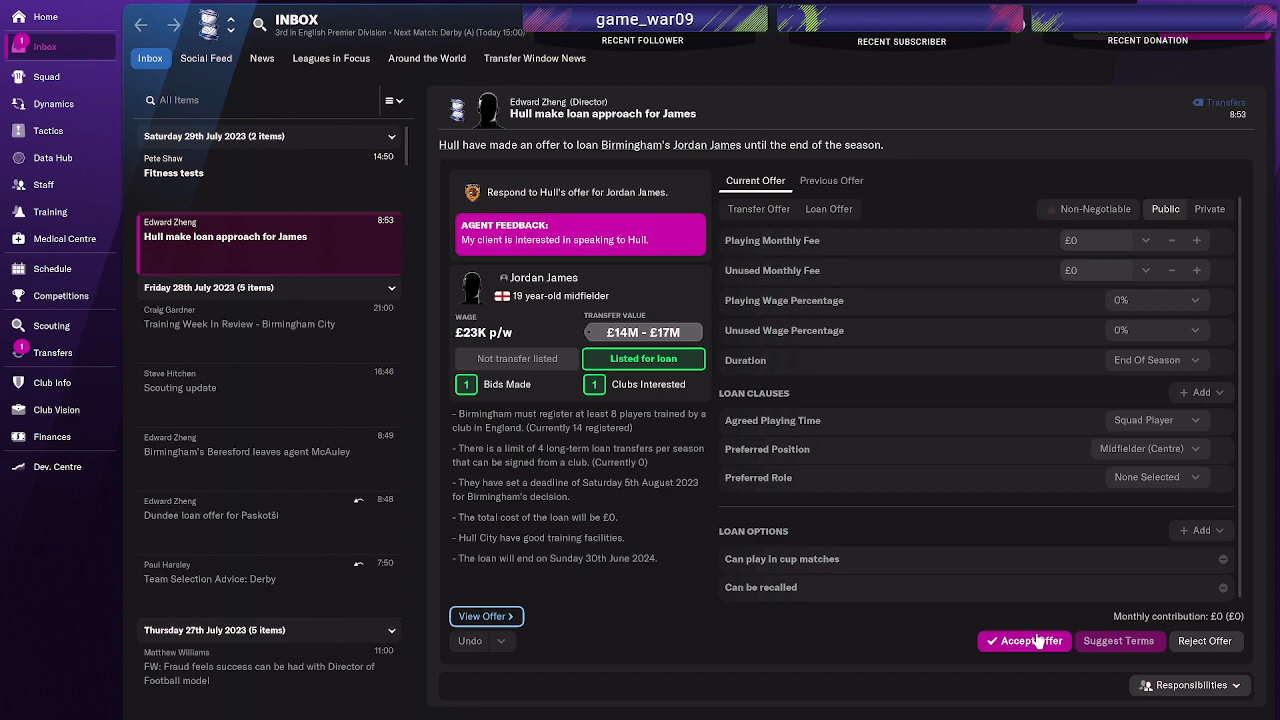 Home
Inbox
1
Squad
Dynamics
Tactics
Data Hub
Staff
Training
Medical Centre
Schedule
Competitions
Scouting
1
Transfers
Club Info
Club Vision
Finances
Dev. Centre
INBOX
3rd in English Premier Division - Next Match: Derby (A) (Today 15:00)
game_war09
RECENT FOLLOWER
RECENT SUBSCRIBER
RECENT DONATION
Inbox
Social Feed
News
Leagues in Focus
Around the World
Transfer Window News
All Items
Saturday 29th July 2023 (2 items)
Pete Shaw
14:50
Fitness tests
Edward Zheng
8:53
Hull make loan approach for James
Friday 28th July 2023 (5 items)
Craig Gardner
21:00
Training Week In Review - Birmingham City
Steve Hitchen
16:46
Scouting update
Edward Zheng
8:49
Birmingham's Beresford leaves agent McAuley
Edward Zheng
8:48
Dundee loan offer for Paskotši
Paul Harsley
7:50
Team Selection Advice: Derby
Thursday 27th July 2023 (5 items)
Matthew Williams
11:00
FW: Fraud feels success can be had with Director of
Football model
Edward Zheng (Director)
Hull make loan approach for James
Transfers
8:53
Hull have made an offer to loan Birmingham's Jordan James until the end of the season.
Respond to Hull's offer for Jordan James.
AGENT FEEDBACK:
My client is interested in speaking to Hull.
Jordan James
19 year-old midfielder
WAGE
£23K p/w
TRANSFER VALUE
£14M - £17M
Not transfer listed
Listed for loan
1 Bids Made
1 Clubs Interested
- Birmingham must register at least 8 players trained by a
club in England. (Currently 14 registered)
- There is a limit of 4 long-term loan transfers per season
that can be signed from a club. (Currently 0)
- They have set a deadline of Saturday 5th August 2023
for Birmingham's decision.
- The total cost of the loan will be £0.
- Hull City have good training facilities.
- The loan will end on Sunday 30th June 2024.
View Offer
Undo
Current Offer
Previous Offer
Transfer Offer
Loan Offer
Non-Negotiable
Public
Private
Playing Monthly Fee
£0
Unused Monthly Fee
£0
Playing Wage Percentage
0%
Unused Wage Percentage
0%
Duration
End Of Season
LOAN CLAUSES
+ Add
Agreed Playing Time
Squad Player
Preferred Position
Midfielder (Centre)
Preferred Role
None Selected
LOAN OPTIONS
+ Add
Can play in cup matches
Can be recalled
Monthly contribution: £0 (£0)
Accept Offer
Suggest Terms
Reject Offer
Responsibilities